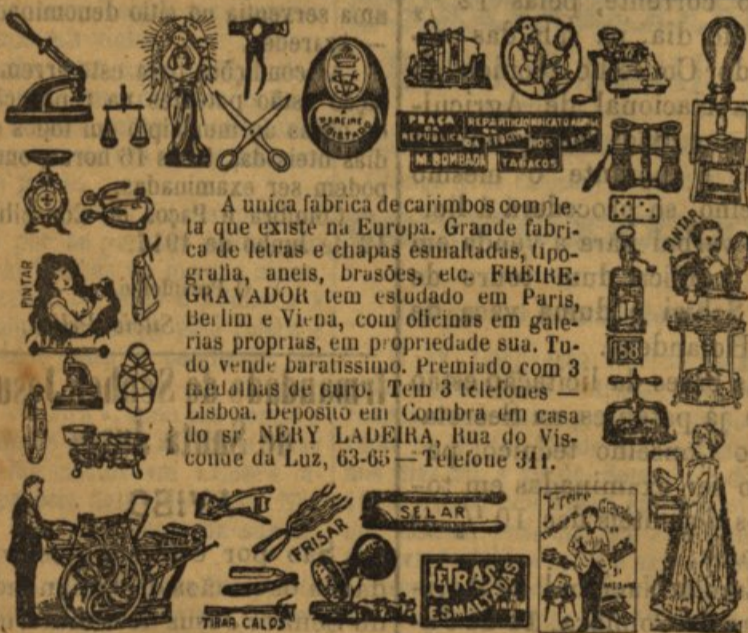 PRAÇA
DA
REPUBLICA
REPARTIÇÃO
M. BOMBADA
TABACOS
A unica fabrica de carimbos comple-
ta que existe na Europa. Grande fabri-
ca de letras e chapas esmaltadas, tipo-
grafia, aneis, brasões, etc. FREIRE-
GRAVADOR tem estudado em Paris,
Berlim e Viena, com oficinas em gale-
rias proprias, em propriedade sua. Tu-
do vende baratissimo. Premiado com 3
medalhas de ouro. Tem 3 telefones —
Lisboa. Deposito em Coimbra em casa
do sr NERY LADEIRA, Rua do Vis-
conde da Luz, 63-65 — Telefone 311.
PINTAR
PINTAR
158
FRISAR
SELAR
TIRAR CALOS
LETRAS
ESMALTADAS
Freire